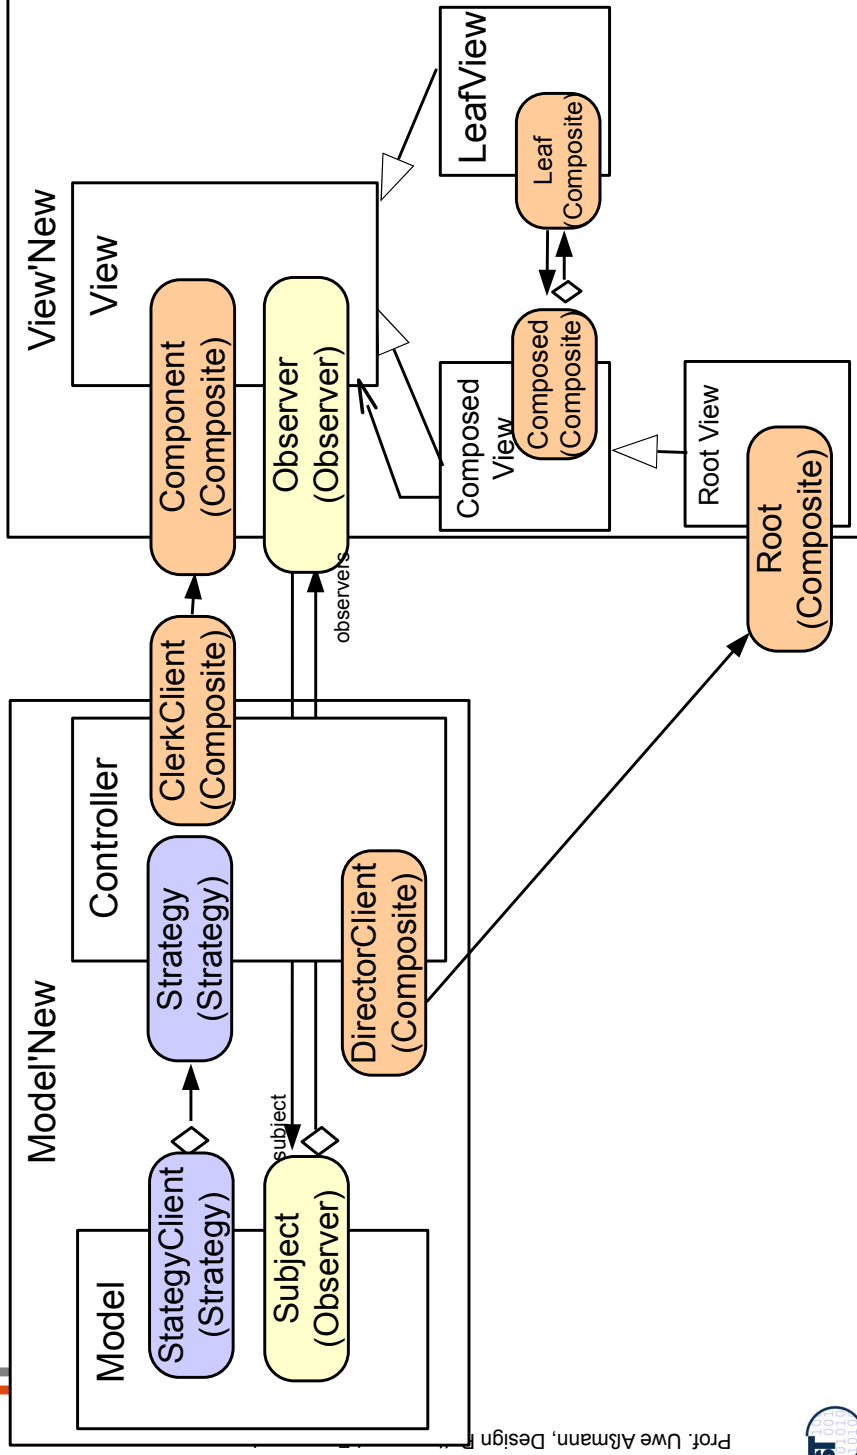 Model'New
Model
StategyClient
(Strategy)
Subject
(Observer)
subject
Controller
Strategy
(Strategy)
ClerkClient
(Composite)
DirectorClient
(Composite)
observers
View'New
View
Component
(Composite)
Observer
(Observer)
Composed
View
Composed
(Composite)
LeafView
Leaf
(Composite)
Root View
Root
(Composite)
Prof. Uwe Aßmann, Design